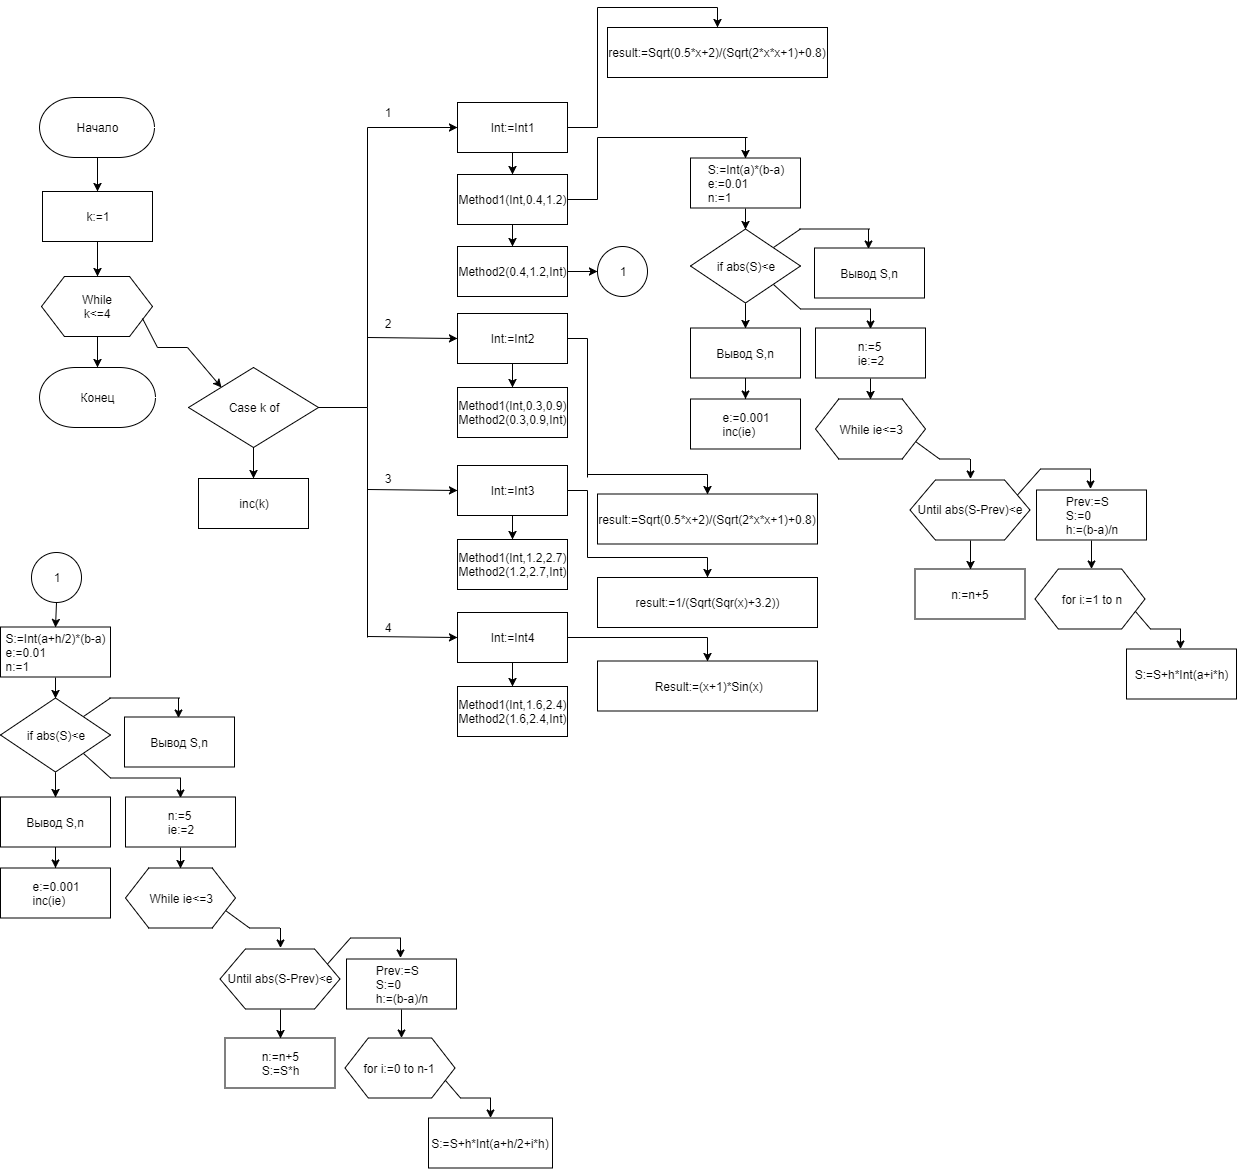 Начало
k:=1
While
k<=4
Конец
Case k of
inc(k)
1
Int:=Int1
result:=Sqrt(0.5*x+2)/(Sqrt(2*x*x+1)+0.8)
Method1(Int,0.4,1.2)
Method2(0.4,1.2,Int)
1
2
Int:=Int2
Method1(Int,0.3,0.9)
Method2(0.3,0.9,Int)
result:=Sqrt(0.5*x+2)/(Sqrt(2*x*x+1)+0.8)
3
Int:=Int3
Method1(Int,1.2,2.7)
Method2(1.2,2.7,Int)
result:=1/(Sqrt(Sqr(x)+3.2))
4
Int:=Int4
Method1(Int,1.6,2.4)
Method2(1.6,2.4,Int)
Result:=(x+1)*Sin(x)
S:=Int(a)*(b-a)
e:=0.01
n:=1
if abs(S)<e
Вывод S,n
Вывод S,n
e:=0.001
inc(ie)
n:=5
ie:=2
While ie<=3
Until abs(S-Prev)<e
n:=n+5
Prev:=S
S:=0
h:=(b-a)/n
for i:=1 to n
S:=S+h*Int(a+i*h)
1
S:=Int(a+h/2)*(b-a)
e:=0.01
n:=1
if abs(S)<e
Вывод S,n
Вывод S,n
e:=0.001
inc(ie)
n:=5
ie:=2
While ie<=3
Until abs(S-Prev)<e
n:=n+5
S:=S*h
Prev:=S
S:=0
h:=(b-a)/n
for i:=0 to n-1
S:=S+h*Int(a+h/2+i*h)